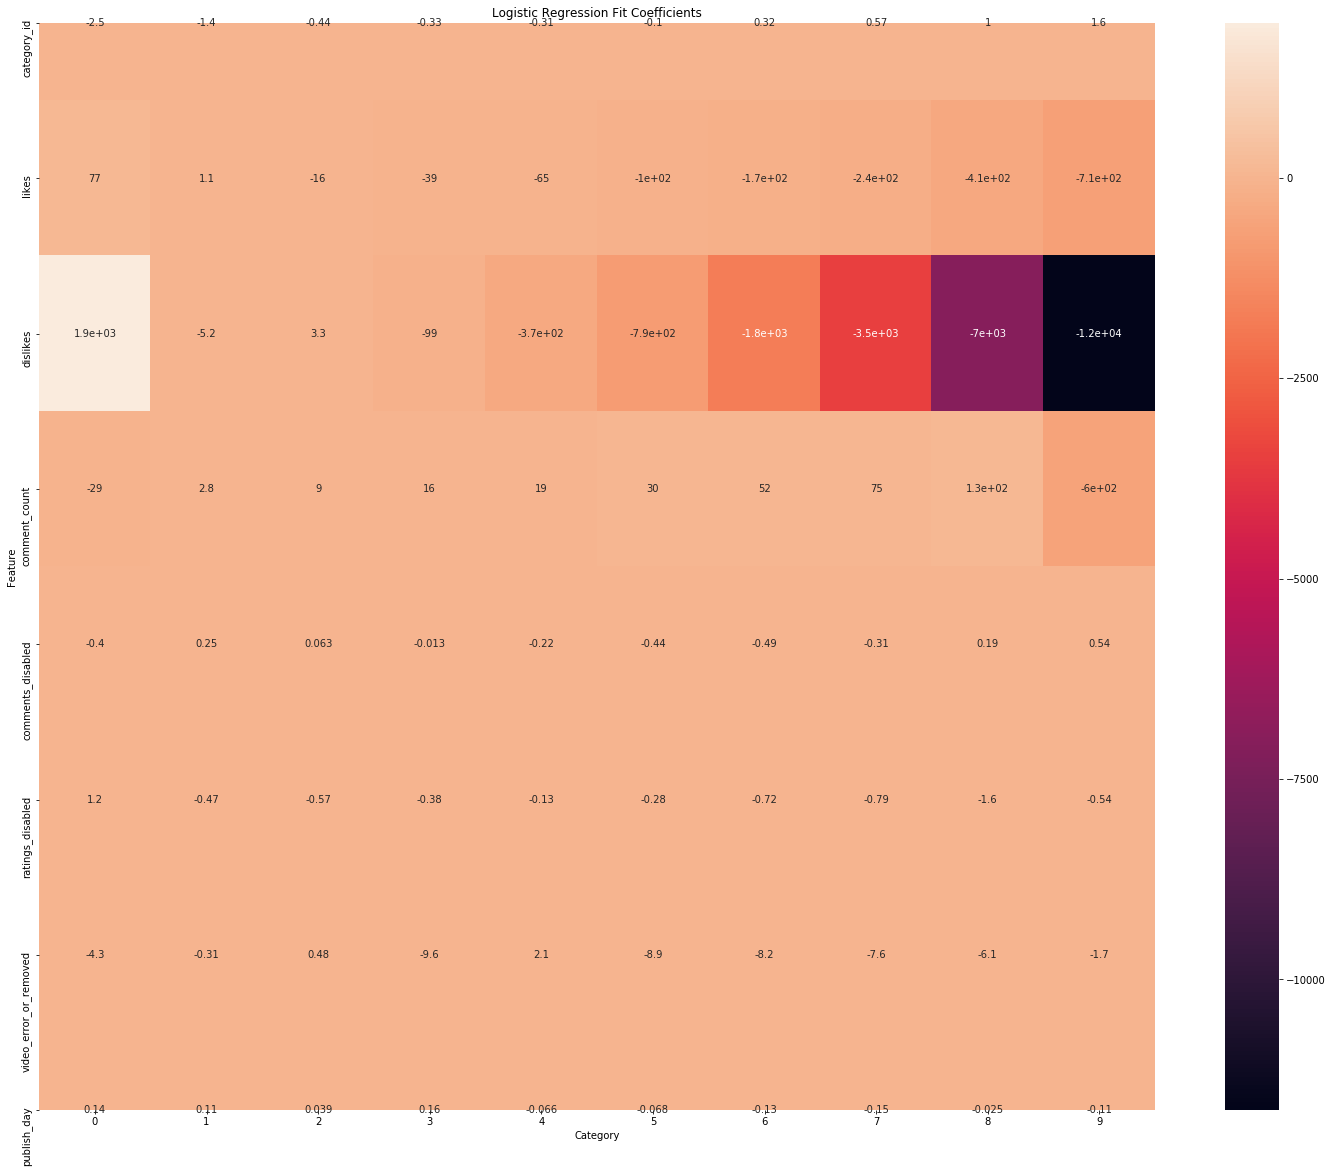 Logistic Regression Fit Coefficients
category_id -2.5 -1.4 -0.44 -0.33 -0.31 -0.1 0.32 0.57 1 1.6
likes 77 1.1 -16 -39 -65 -1e+02 -1.7e+02 -2.4e+02 -4.1e+02 -7.1e+02
dislikes 1.9e+03 -5.2 3.3 -99 -3.7e+02 -7.9e+02 -1.8e+03 -3.5e+03 -7e+03 -1.2e+04
comment_count -29 2.8 9 16 19 30 52 75 1.3e+02 -6e+02
Feature
comments_disabled -0.4 0.25 0.063 -0.013 -0.22 -0.44 -0.49 -0.31 0.19 0.54
ratings_disabled 1.2 -0.47 -0.57 -0.38 -0.13 -0.28 -0.72 -0.79 -1.6 -0.54
video_error_or_removed -4.3 -0.31 0.48 -9.6 2.1 -8.9 -8.2 -7.6 -6.1 -1.7
publish_day 0.14 0.11 0.039 0.16 -0.066 -0.068 -0.13 -0.15 -0.025 -0.11
0 1 2 3 4 5 6 7 8 9
Category
0
−2500
−5000
−7500
−10000